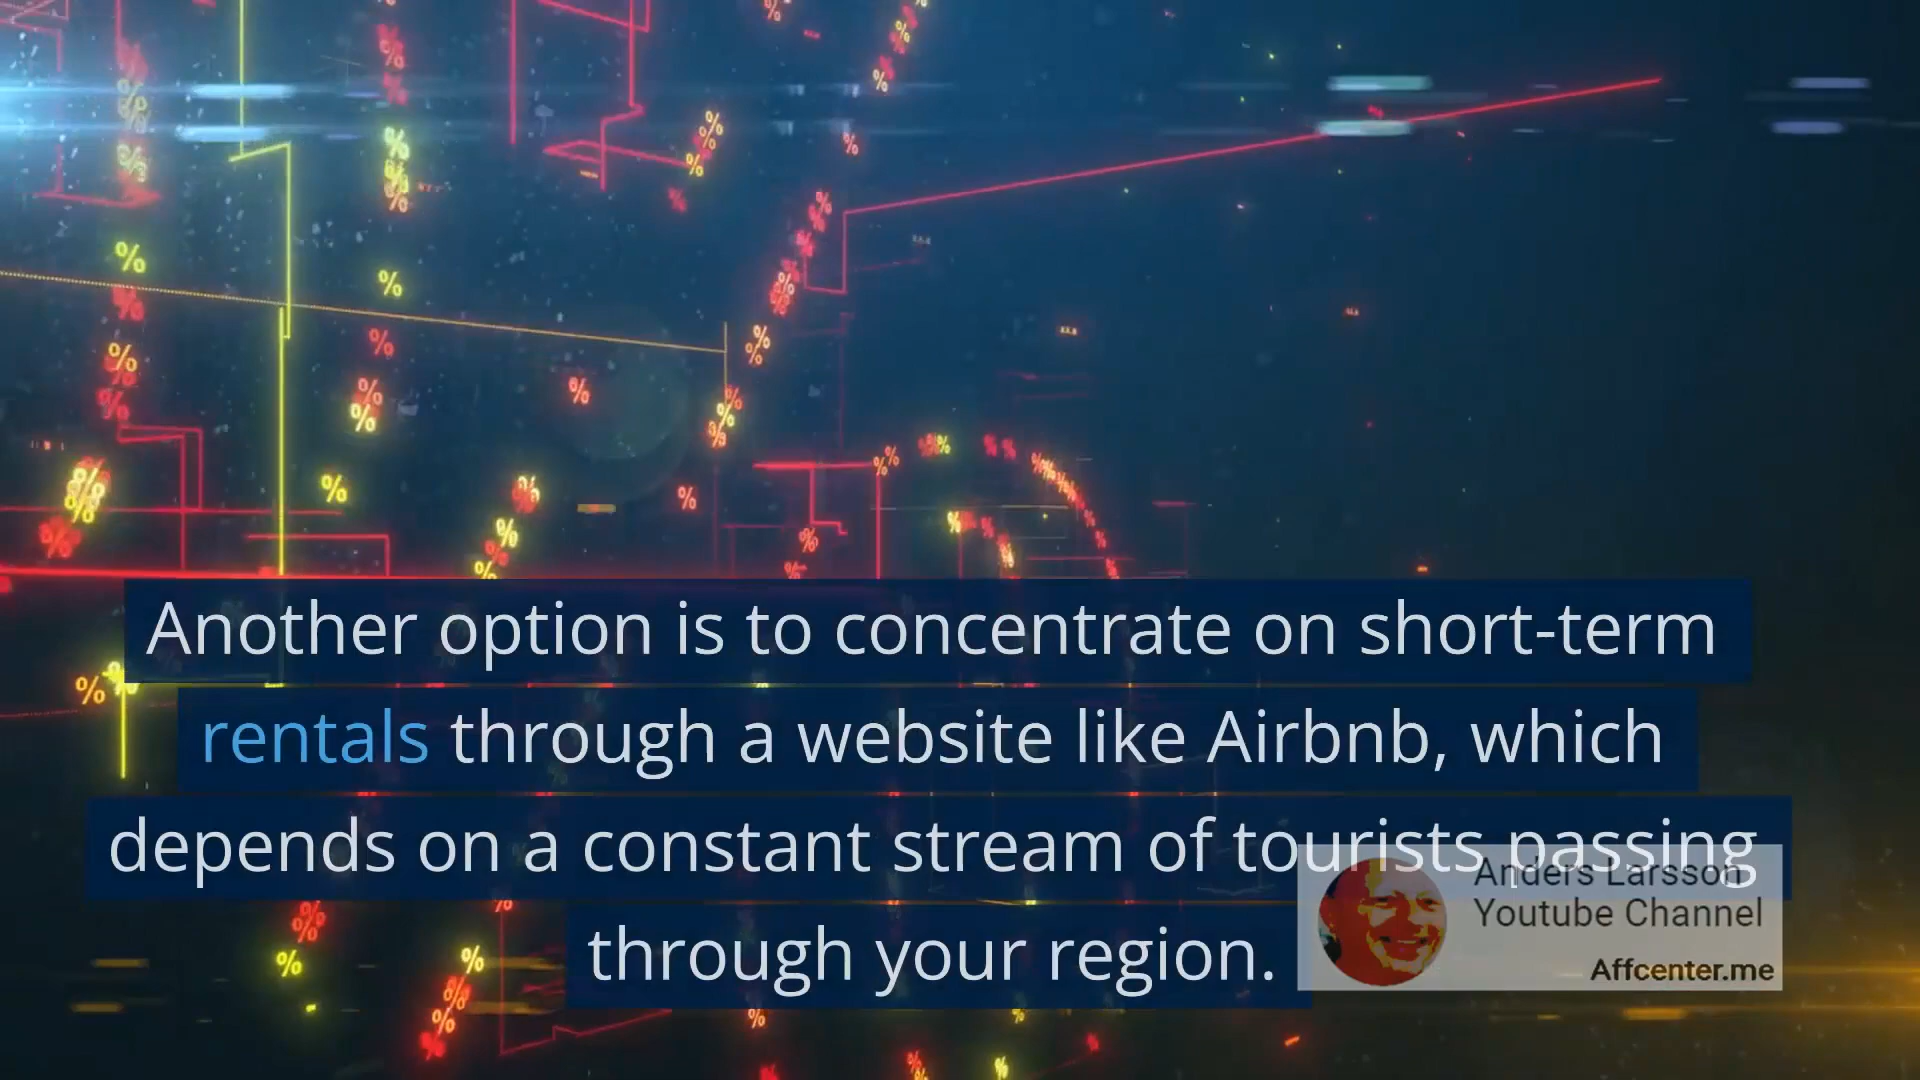 Another option is to concentrate on short-term
rentals through a website like Airbnb, which
depends on a constant stream of tourists passing
through your region.
Anders Larsson
Youtube Channel
Affcenter.me